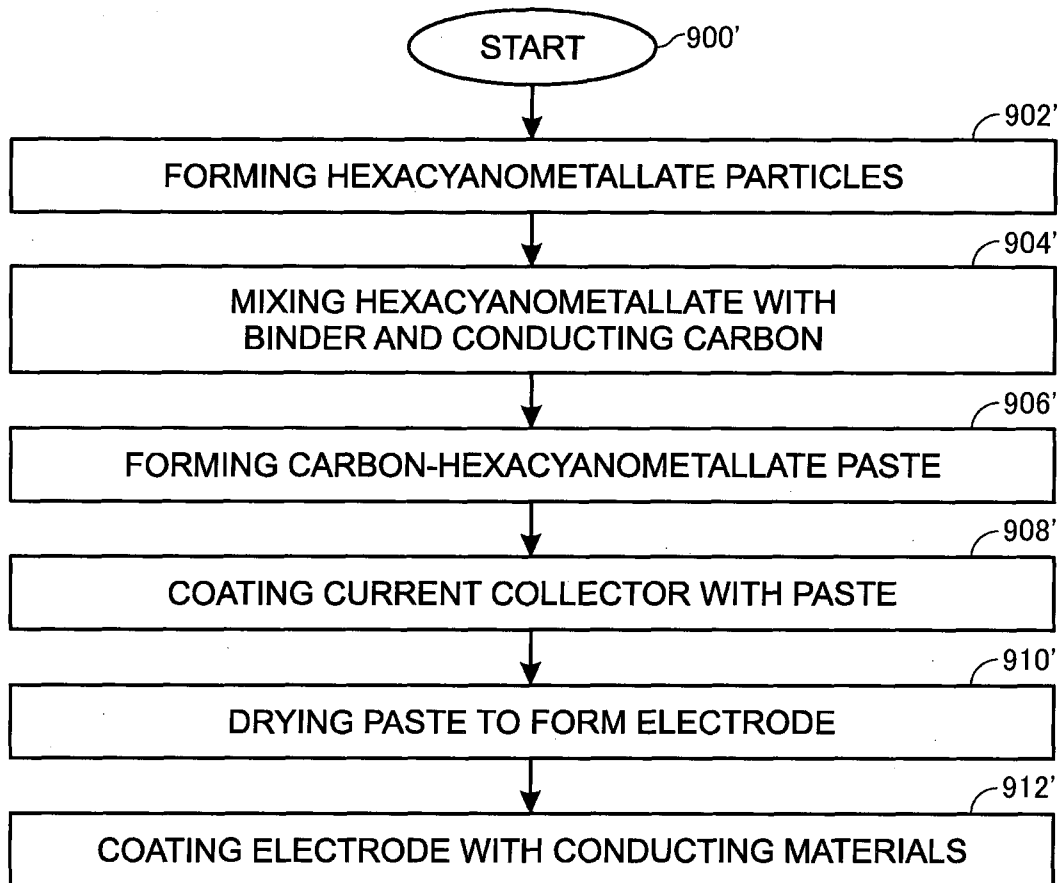 START
900'
902'
FORMING HEXACYANOMETALLATE PARTICLES
904'
MIXING HEXACYANOMETALLATE WITH
BINDER AND CONDUCTING CARBON
906'
FORMING CARBON-HEXACYANOMETALLATE PASTE
908'
COATING CURRENT COLLECTOR WITH PASTE
910'
DRYING PASTE TO FORM ELECTRODE
912'
COATING ELECTRODE WITH CONDUCTING MATERIALS